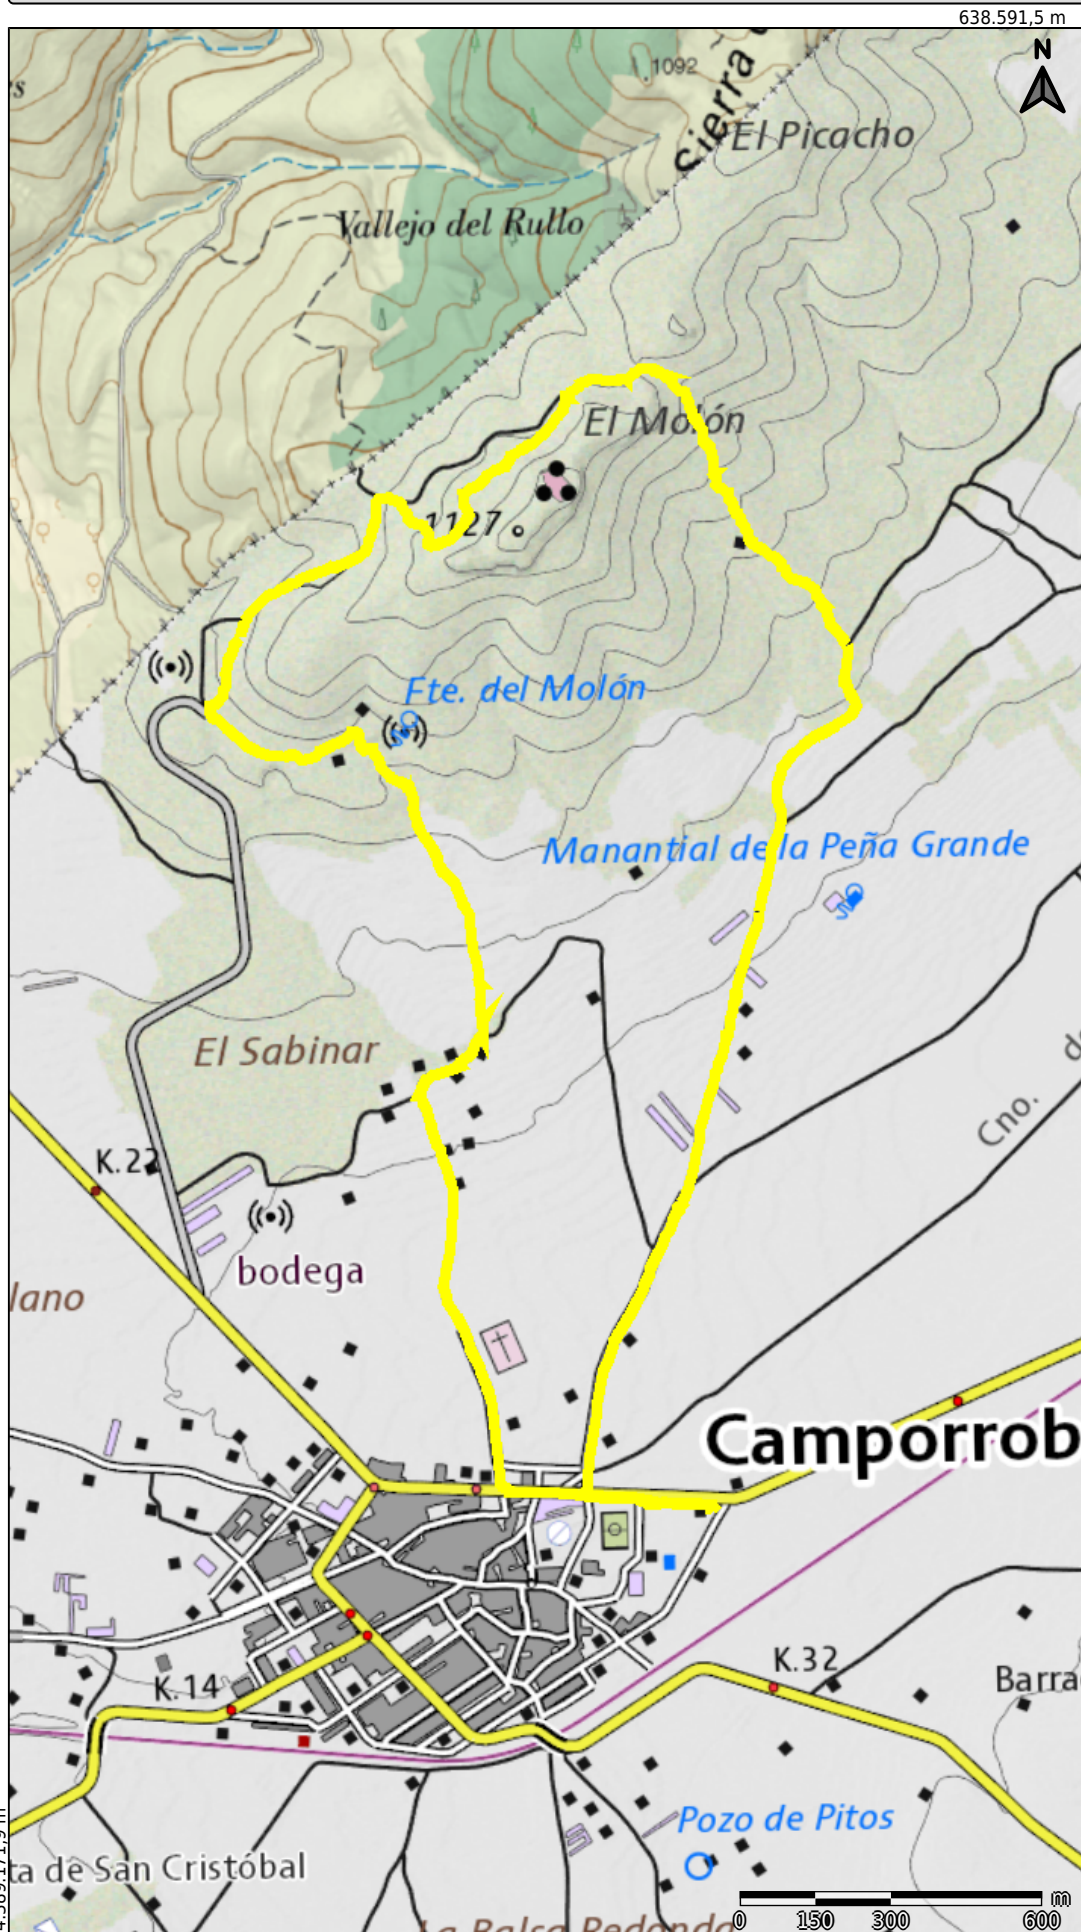 638.591,5 m
N
1092
Sierra
El Picacho
Vallejo del Rullo
El Molón
1127
Fte. del Molón
Manantial de la Peña Grande
El Sabinar
Cno.
K.22
bodega
lano
Camporrob
K.32
K.14
Barra
Pozo de Pitos
ta de San Cristóbal
La Balsa Redonda
m
0 150 300 600